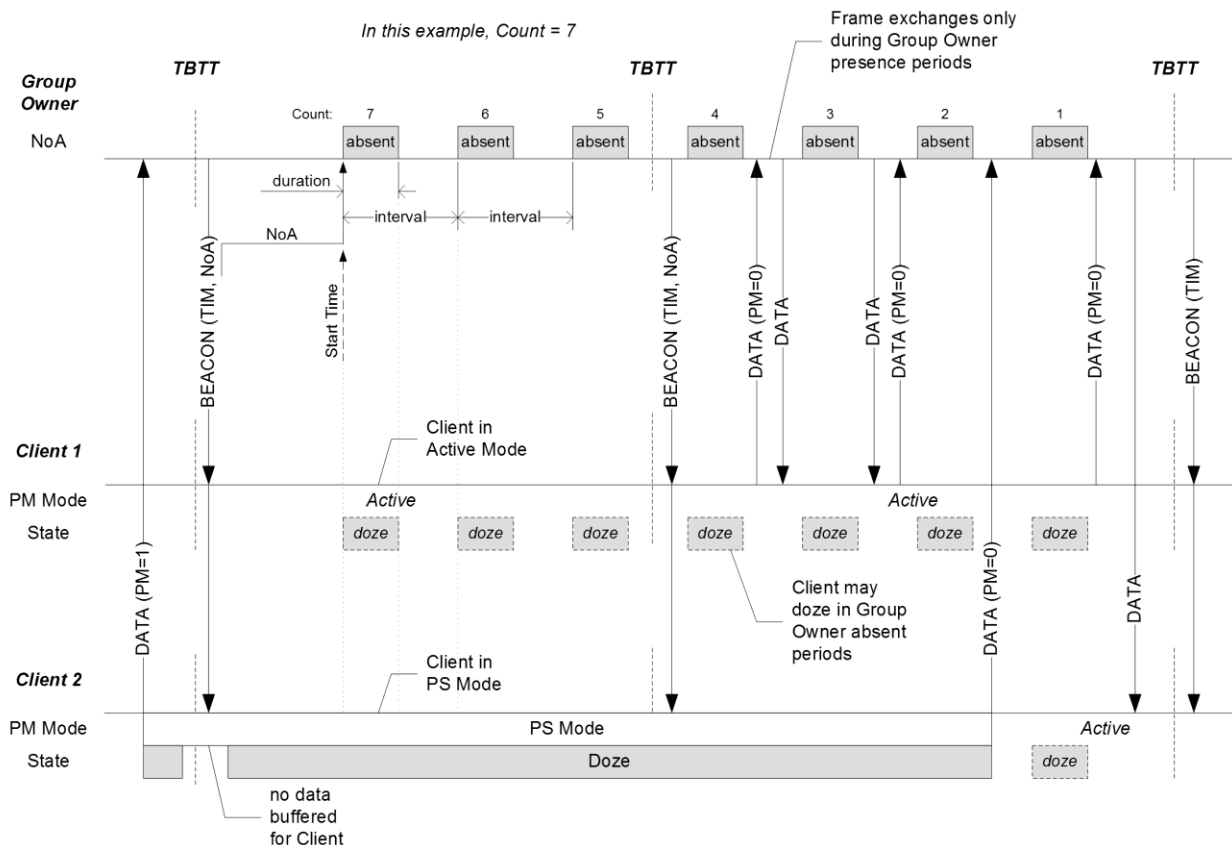 In this example, Count = 7
Frame exchanges only
during Group Owner
presence periods
TBTT
TBTT
TBTT
Group
Owner
NoA
Count:
7
6
5
4
3
2
1
absent
absent
absent
absent
absent
absent
absent
duration
interval
interval
NoA
Start Time
BEACON (TIM, NoA)
BEACON (TIM, NoA)
DATA (PM=0)
DATA
DATA
DATA (PM=0)
DATA (PM=0)
BEACON (TIM)
Client 1
Client in
Active Mode
PM Mode
Active
Active
State
doze
doze
doze
doze
doze
doze
doze
DATA (PM=1)
DATA (PM=0)
DATA
Client may
doze in Group
Owner absent
periods
Client 2
Client in
PS Mode
PM Mode
PS Mode
Active
State
Doze
doze
no data
buffered
for Client